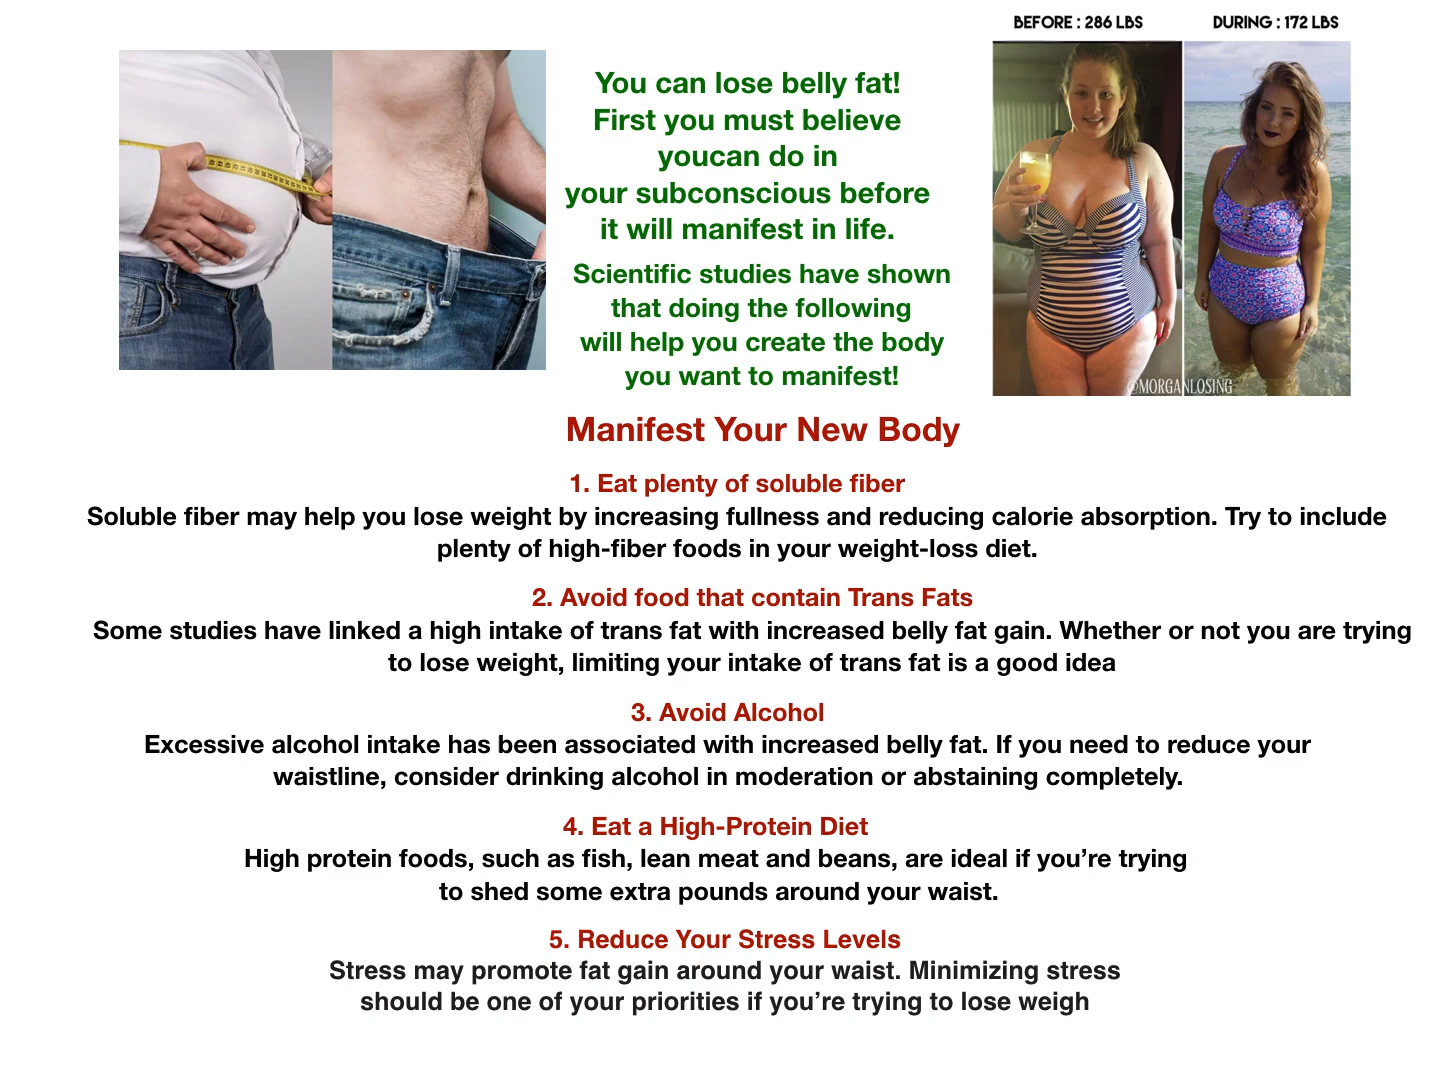 BEFORE : 286 LBS
DURING : 172 LBS
You can lose belly fat!
First you must believe
youcan do in
your subconscious before
it will manifest in life.
Scientific studies have shown
that doing the following
will help you create the body
you want to manifest!
@MORGANLOSING
Manifest Your New Body
1. Eat plenty of soluble fiber
Soluble fiber may help you lose weight by increasing fullness and reducing calorie absorption. Try to include
plenty of high-fiber foods in your weight-loss diet.
2. Avoid food that contain Trans Fats
Some studies have linked a high intake of trans fat with increased belly fat gain. Whether or not you are trying
to lose weight, limiting your intake of trans fat is a good idea
3. Avoid Alcohol
Excessive alcohol intake has been associated with increased belly fat. If you need to reduce your
waistline, consider drinking alcohol in moderation or abstaining completely.
4. Eat a High-Protein Diet
High protein foods, such as fish, lean meat and beans, are ideal if you’re trying
to shed some extra pounds around your waist.
5. Reduce Your Stress Levels
Stress may promote fat gain around your waist. Minimizing stress
should be one of your priorities if you’re trying to lose weigh